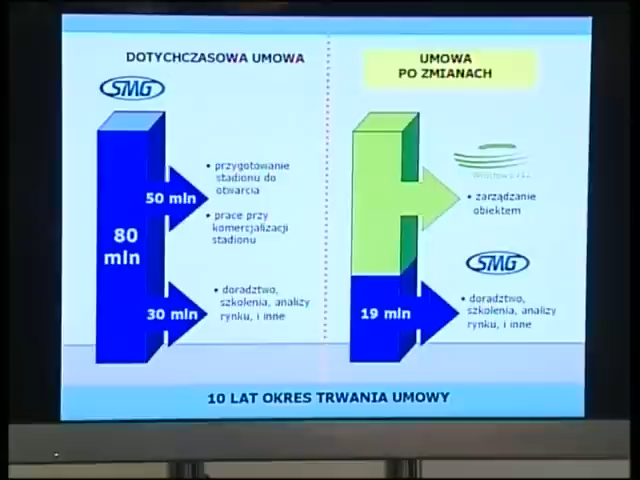 DOTYCHCZASOWA UMOWA
SMG
80
mln
50 mln
• przygotowanie
stadionu do
otwarcia
• prace przy
komercjalizacji
stadionu
30 mln
• doradztwo,
szkolenia, analizy
rynku, i inne
UMOWA
PO ZMIANACH
• zarządzanie
obiektem
SMG
19 mln
• doradztwo,
szkolenia, analizy
rynku, i inne
10 LAT OKRES TRWANIA UMOWY